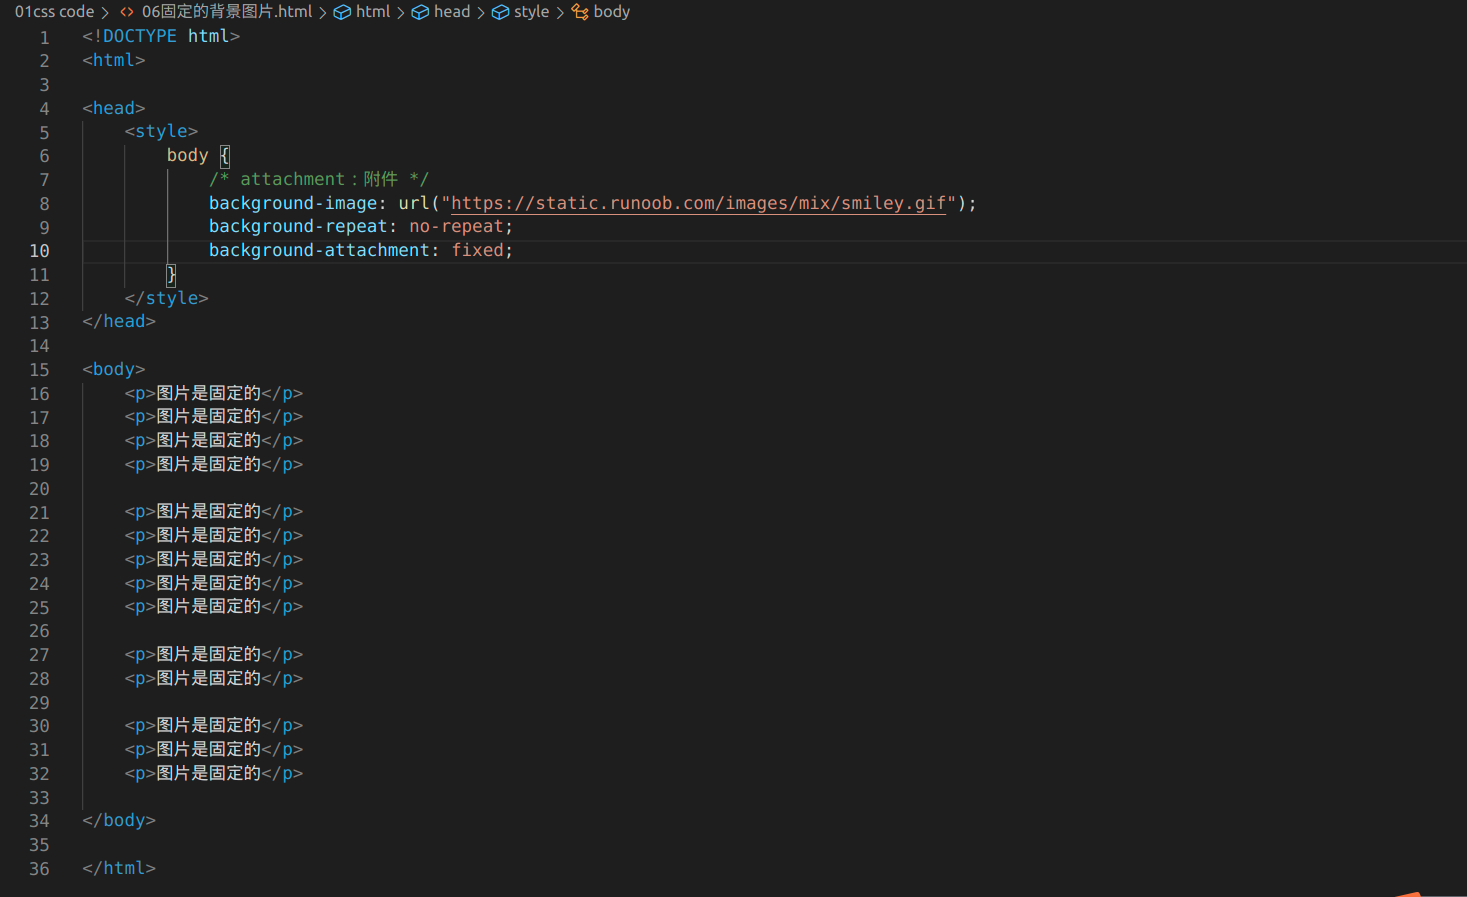 01css code > <> 06固定的背景图片.html > html > head > style > body
1 <!DOCTYPE html>
2 <html>
3
4 <head>
5 <style>
6 body {
7 /* attachment：附件 */
8 background-image: url("https://static.runoob.com/images/mix/smiley.gif");
9 background-repeat: no-repeat;
10 background-attachment: fixed;
11 }
12 </style>
13 </head>
14
15 <body>
16 <p>图片是固定的</p>
17 <p>图片是固定的</p>
18 <p>图片是固定的</p>
19 <p>图片是固定的</p>
20
21 <p>图片是固定的</p>
22 <p>图片是固定的</p>
23 <p>图片是固定的</p>
24 <p>图片是固定的</p>
25 <p>图片是固定的</p>
26
27 <p>图片是固定的</p>
28 <p>图片是固定的</p>
29
30 <p>图片是固定的</p>
31 <p>图片是固定的</p>
32 <p>图片是固定的</p>
33
34 </body>
35
36 </html>